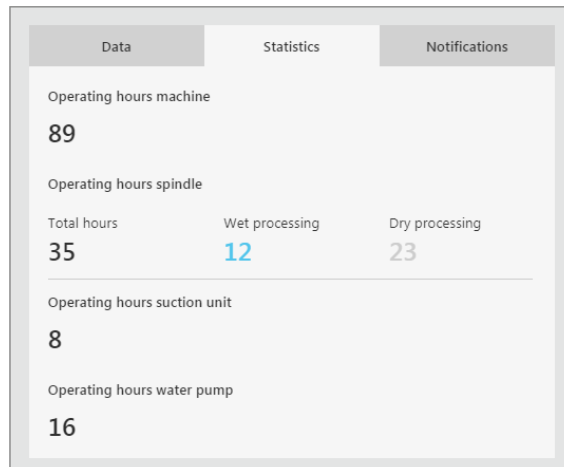 Data Statistics Notifications
Operating hours machine
89
Operating hours spindle
Total hours Wet processing Dry processing
35 12 23
Operating hours suction unit
8
Operating hours water pump
16